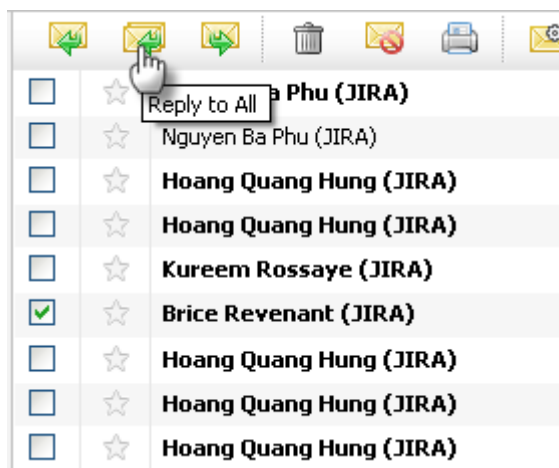 a Phu (JIRA)
Reply to All
Nguyen Ba Phu (JIRA)
Hoang Quang Hung (JIRA)
Hoang Quang Hung (JIRA)
Kureem Rossaye (JIRA)
Brice Revenant (JIRA)
Hoang Quang Hung (JIRA)
Hoang Quang Hung (JIRA)
Hoang Quang Hung (JIRA)